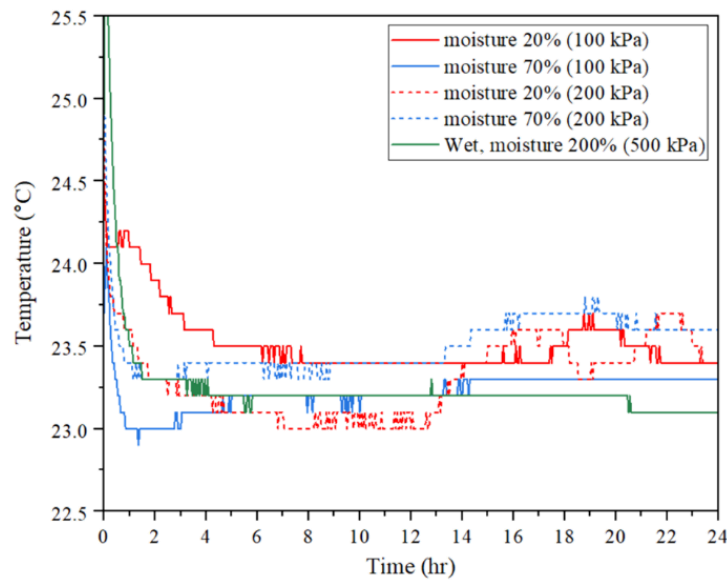 25.5
25.0
24.5
24.0
23.5
23.0
22.5
Temperature (°C)
moisture 20% (100 kPa)
moisture 70% (100 kPa)
moisture 20% (200 kPa)
moisture 70% (200 kPa)
Wet, moisture 200% (500 kPa)
0 2 4 6 8 10 12 14 16 18 20 22 24
Time (hr)